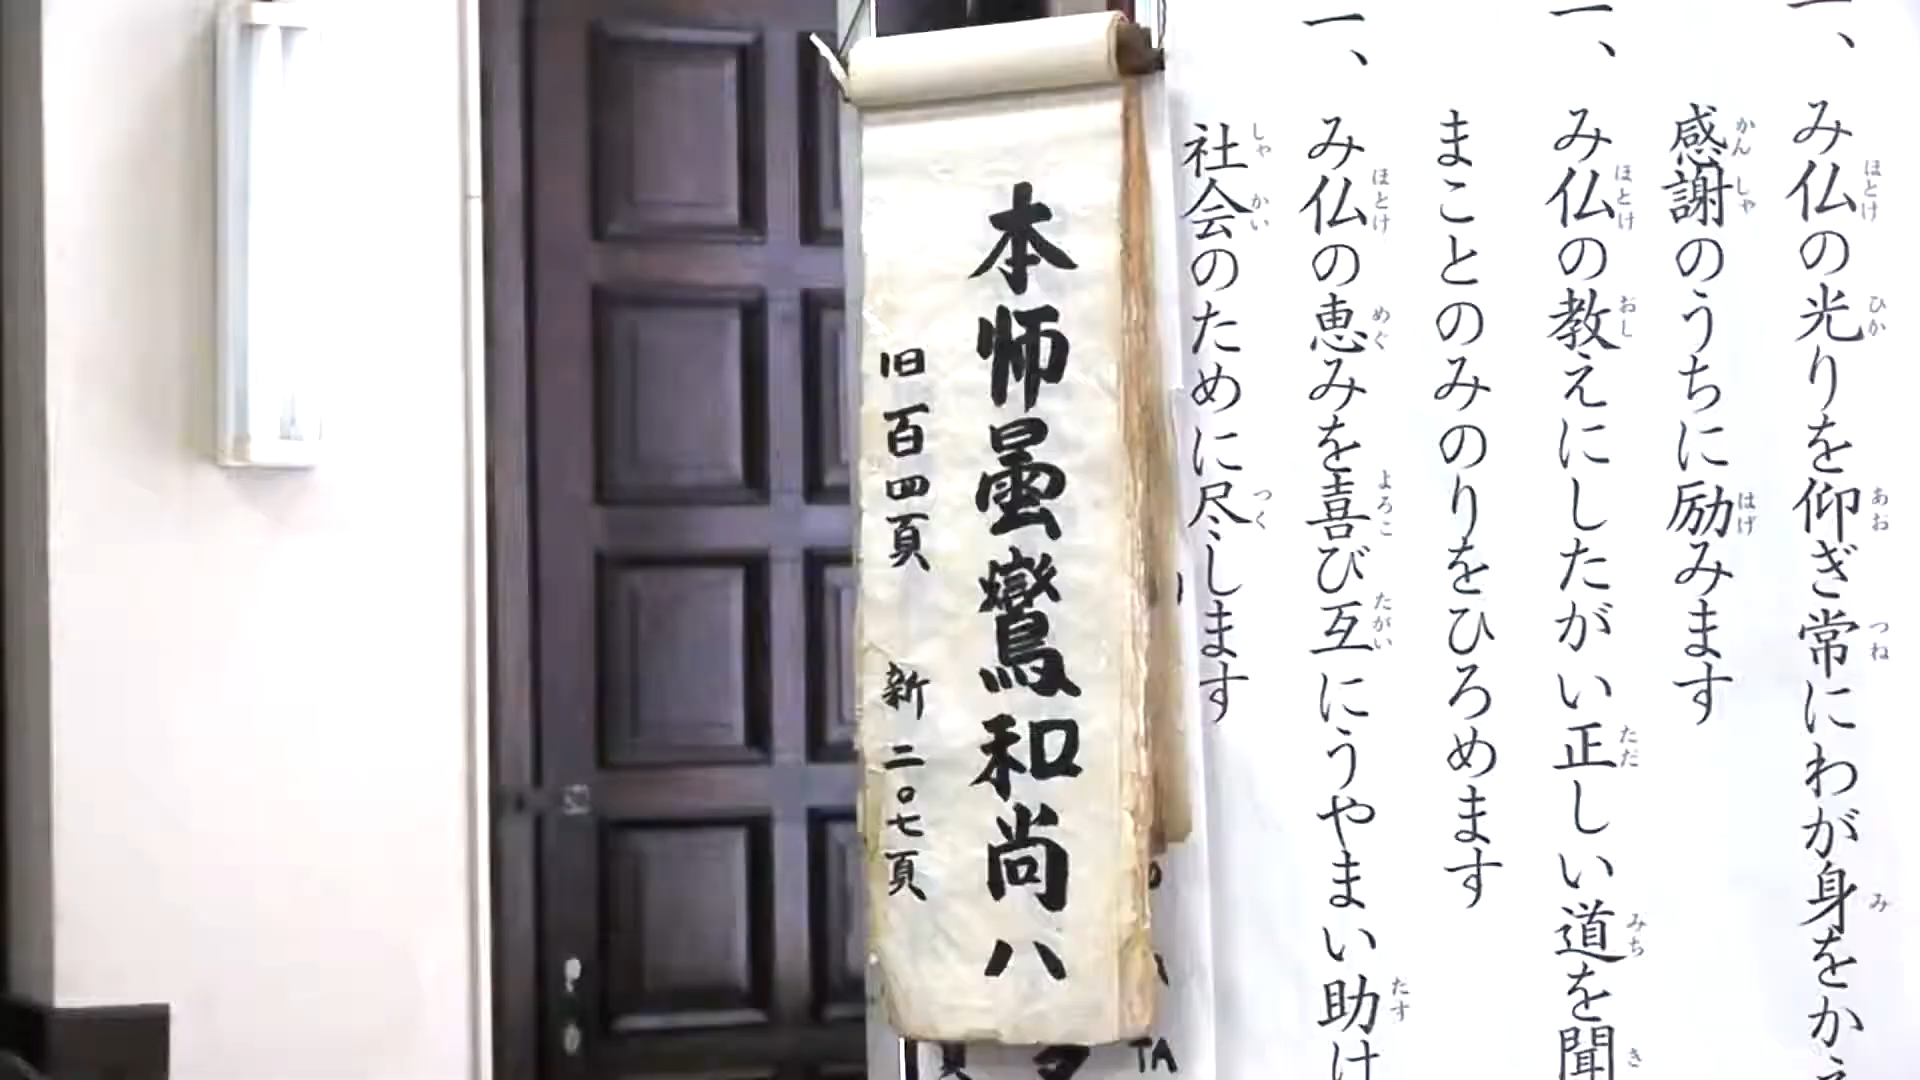 一、み仏の光りを仰ぎ常にわが身をか
感謝のうちに励みます
一、み仏の教えにしたがい正しい道を聞
まことのみのりをひろめます
一、み仏の恵みを喜び互にうやまい助け
社会のために尽します
本师曇鸞和尚八
旧百四頁 新二〇七頁
TA